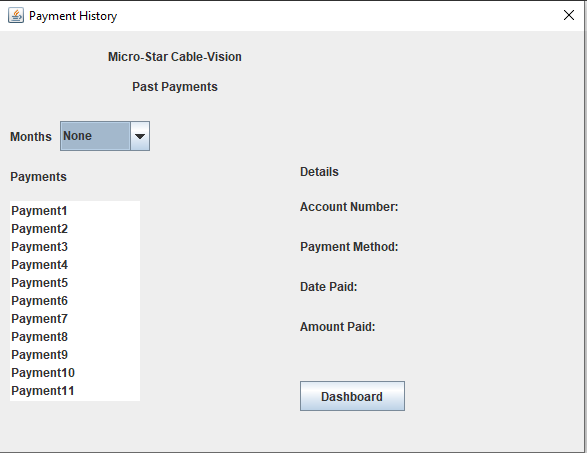 Payment History
Micro-Star Cable-Vision
Past Payments
Months None
Payments
Payment1
Payment2
Payment3
Payment4
Payment5
Payment6
Payment7
Payment8
Payment9
Payment10
Payment11
Details
Account Number:
Payment Method:
Date Paid:
Amount Paid:
Dashboard